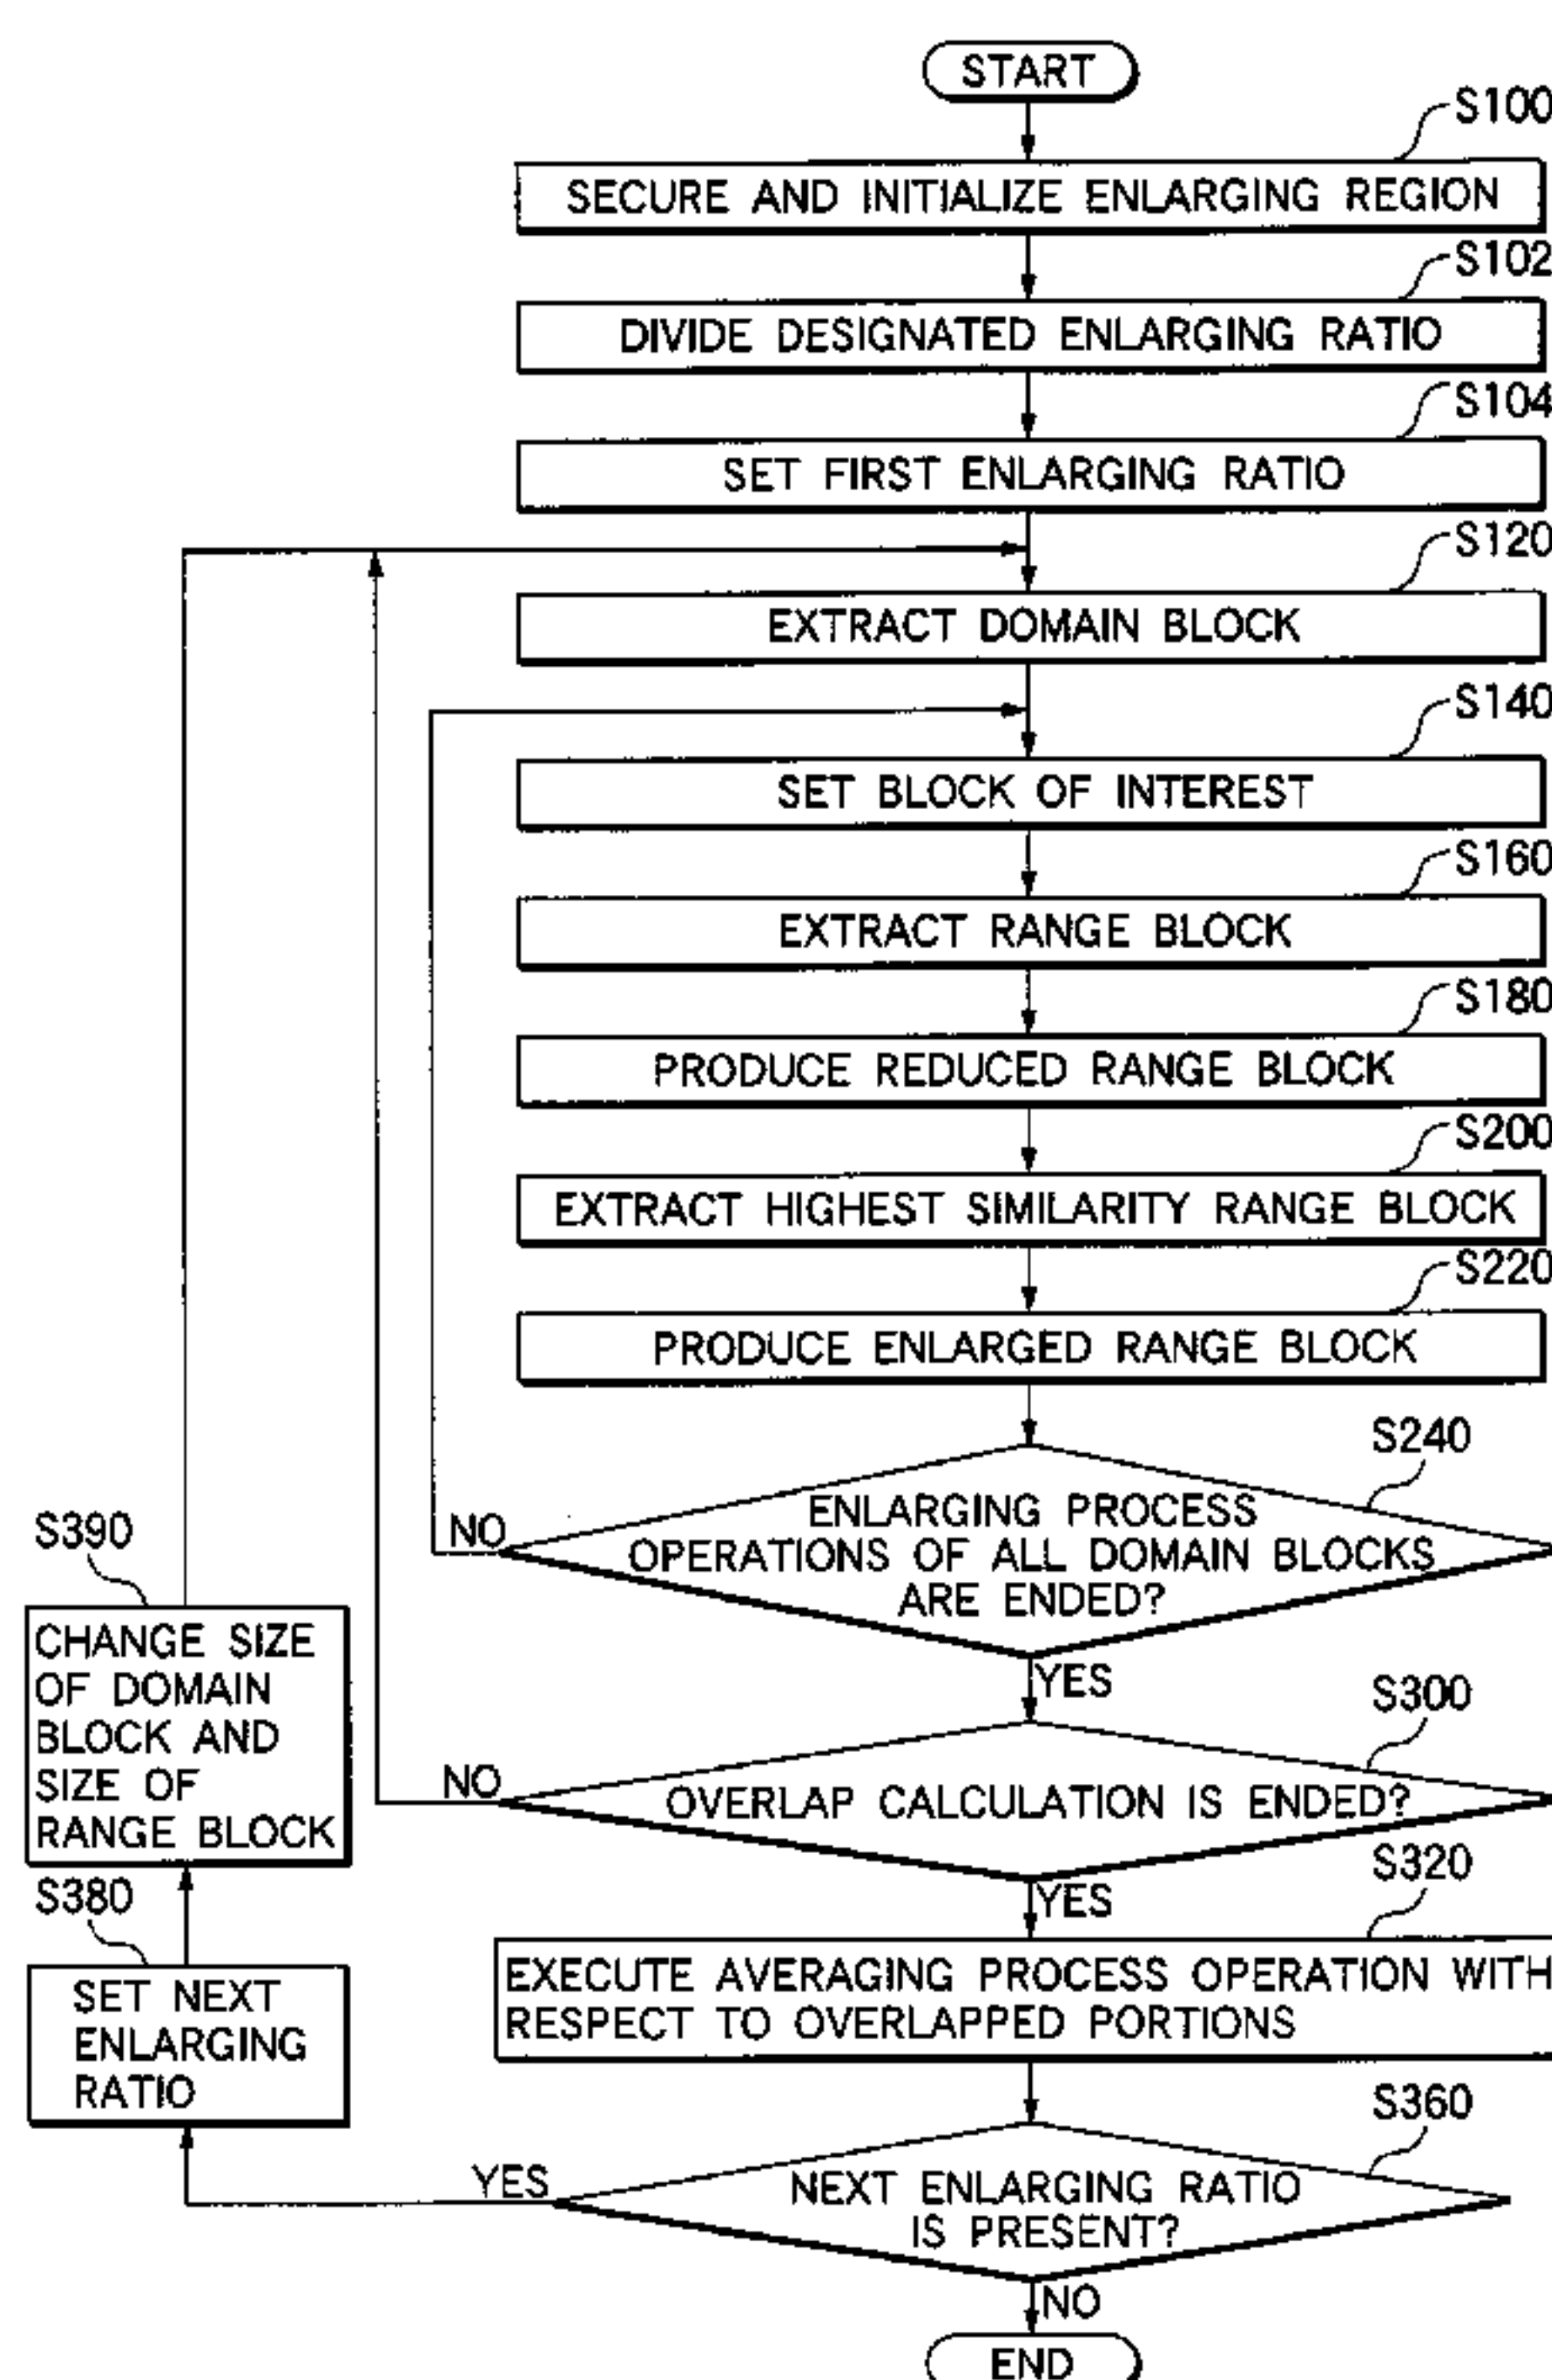 START
S100
SECURE AND INITIALIZE ENLARGING REGION
S102
DIVIDE DESIGNATED ENLARGING RATIO
S104
SET FIRST ENLARGING RATIO
S120
EXTRACT DOMAIN BLOCK
S140
SET BLOCK OF INTEREST
S160
EXTRACT RANGE BLOCK
S180
PRODUCE REDUCED RANGE BLOCK
S200
EXTRACT HIGHEST SIMILARITY RANGE BLOCK
S220
PRODUCE ENLARGED RANGE BLOCK
S240
ENLARGING PROCESS
OPERATIONS OF ALL DOMAIN BLOCKS
ARE ENDED?
NO
YES
S300
OVERLAP CALCULATION IS ENDED?
NO
YES
S320
EXECUTE AVERAGING PROCESS OPERATION WITH
RESPECT TO OVERLAPPED PORTIONS
S360
NEXT ENLARGING RATIO
IS PRESENT?
YES
NO
S380
SET NEXT
ENLARGING
RATIO
S390
CHANGE SIZE
OF DOMAIN
BLOCK AND
SIZE OF
RANGE BLOCK
END